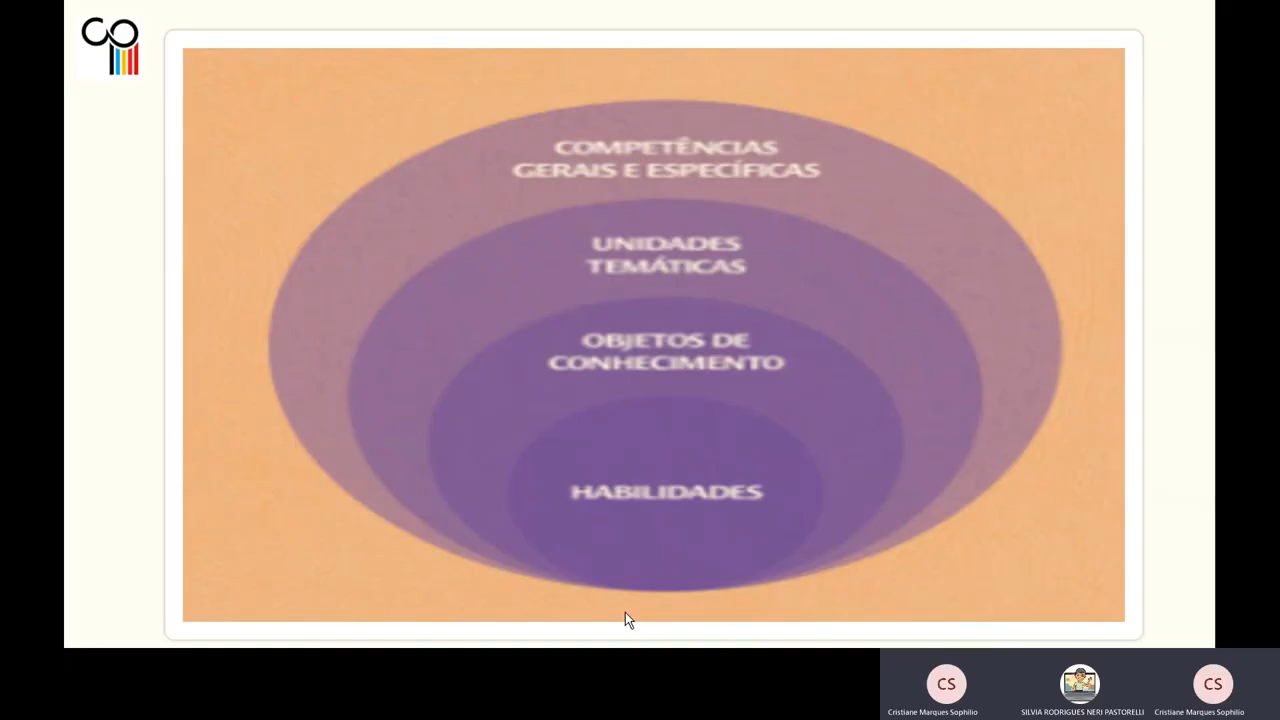 COMPETÊNCIAS
GERAIS E ESPECÍFICAS
UNIDADES
TEMÁTICAS
OBJETOS DE
CONHECIMENTO
HABILIDADES
CS
CS
Cristiane Marques Sophilio
SILVIA RODRIGUES NERI PASTORELLI
Cristiane Marques Sophilio